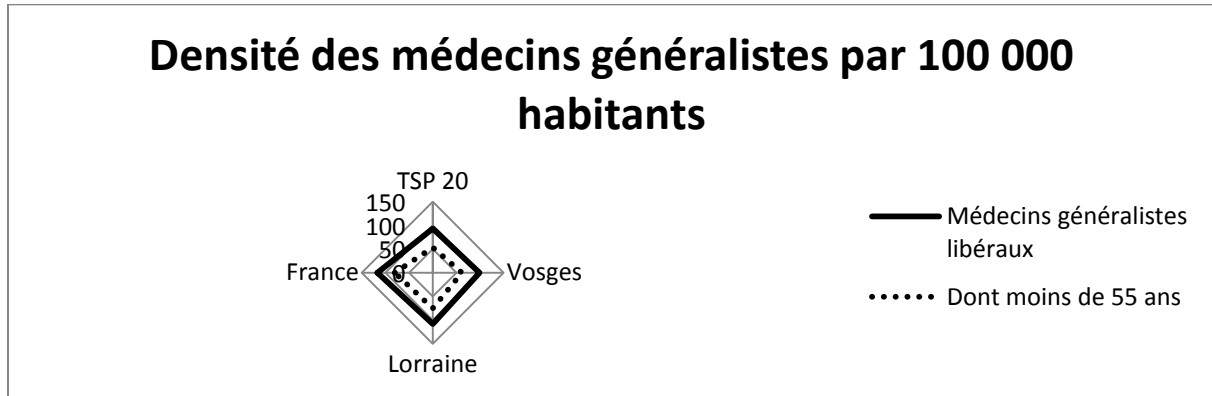 Densité des médecins généralistes par 100 000
habitants
TSP 20
150
100
50
0
France
Vosges
Lorraine
Médecins généralistes
libéraux
Dont moins de 55 ans